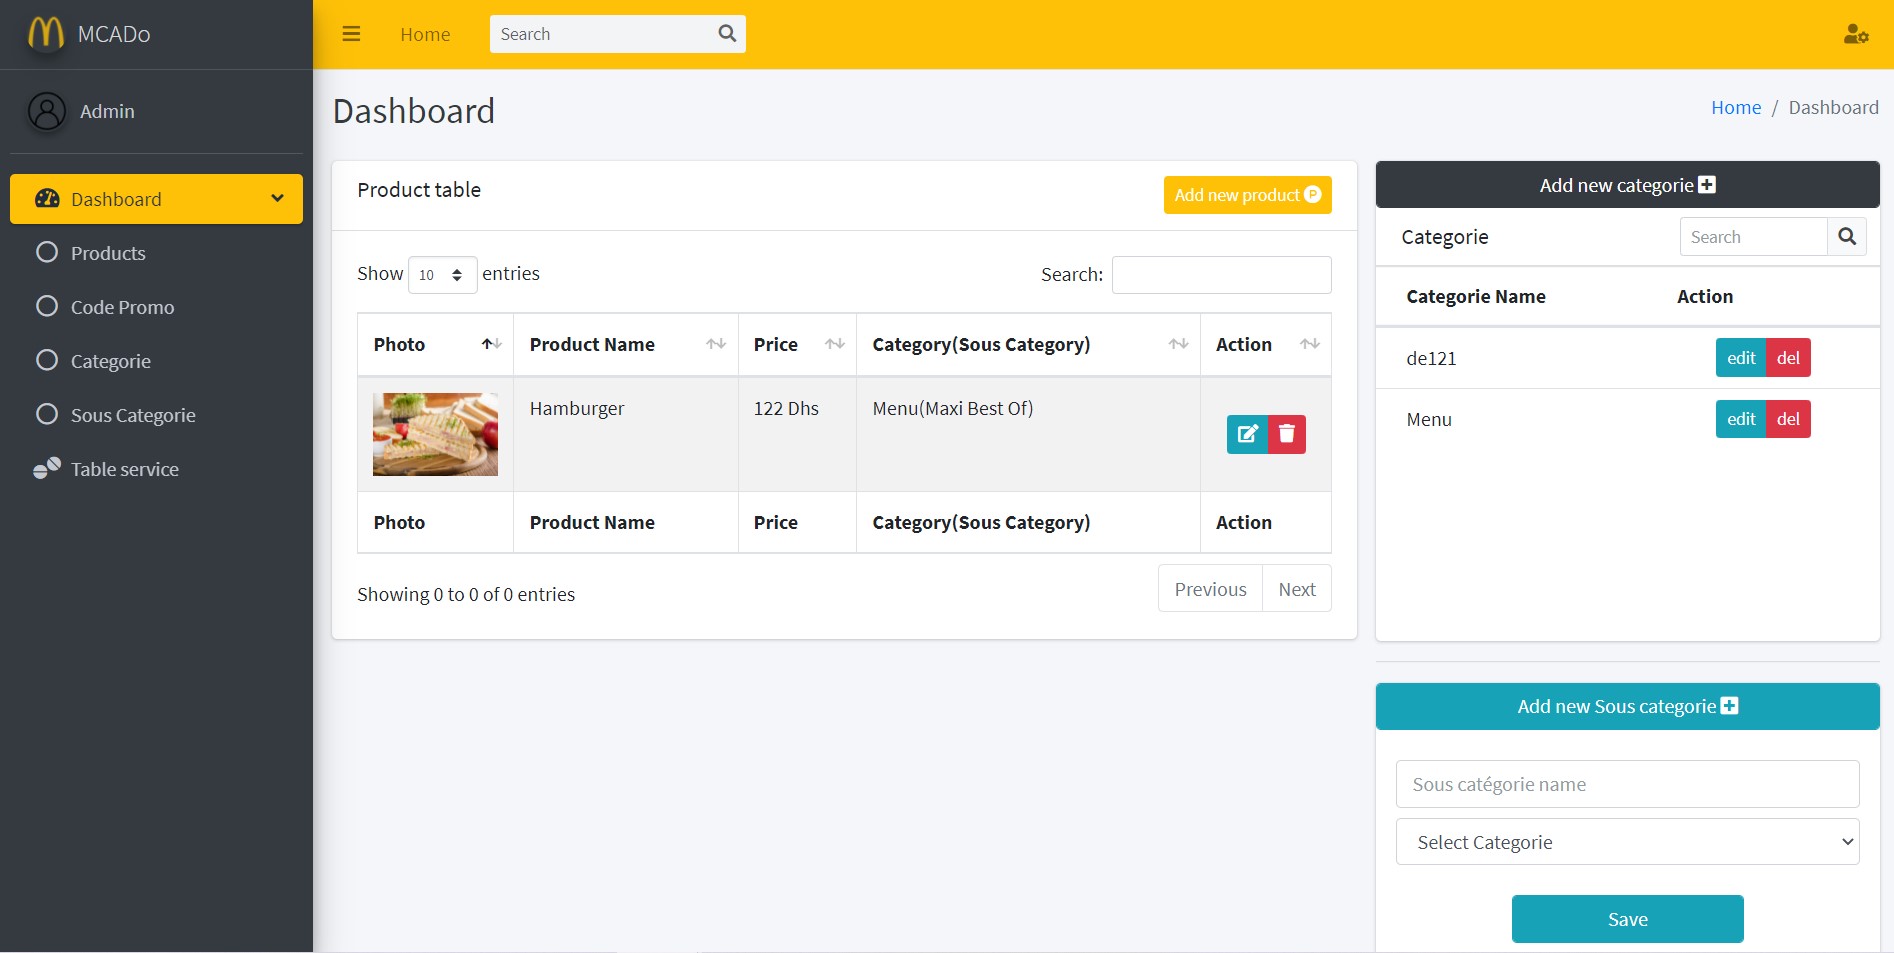 MCADo
Home
Search
Admin
Dashboard
Products
Code Promo
Categorie
Sous Categorie
Table service
Dashboard
Home / Dashboard
Product table
Add new product P
Show 10 entries
Search:
Photo Product Name Price Category(Sous Category) Action
Hamburger 122 Dhs Menu(Maxi Best Of)
Photo Product Name Price Category(Sous Category) Action
Showing 0 to 0 of 0 entries
Previous Next
Add new categorie
Categorie Search
Categorie Name Action
de121 edit del
Menu edit del
Add new Sous categorie
Sous catégorie name
Select Categorie
Save